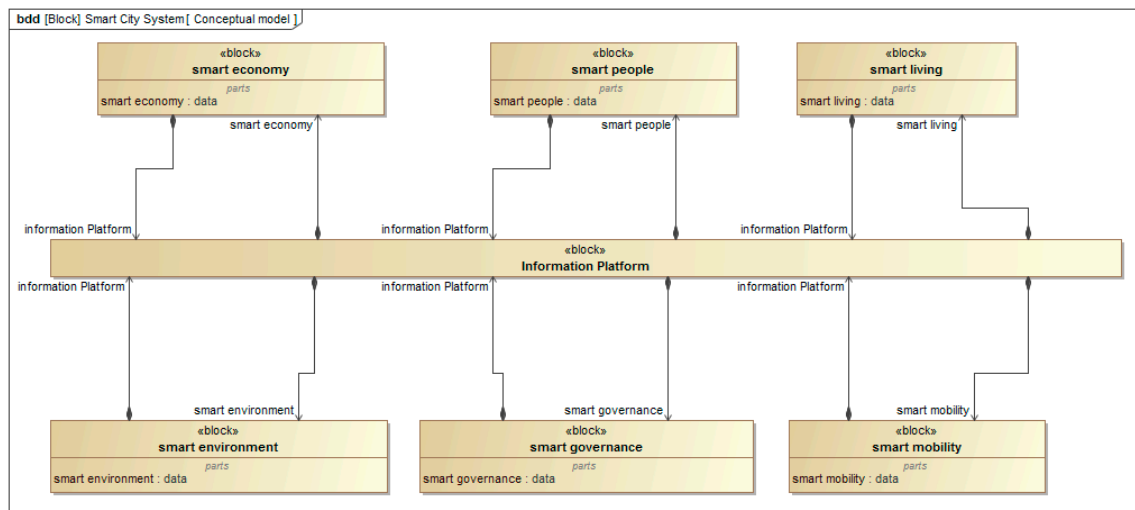 bdd [Block] Smart City System[ Conceptual model ]
«block»
smart economy
parts
smart economy : data
«block»
smart people
parts
smart people : data
«block»
smart living
parts
smart living : data
smart economy
smart people
smart living
information Platform
information Platform
information Platform
«block»
Information Platform
information Platform
information Platform
information Platform
smart environment
smart governance
smart mobility
«block»
smart environment
parts
smart environment : data
«block»
smart governance
parts
smart governance : data
«block»
smart mobility
parts
smart mobility : data